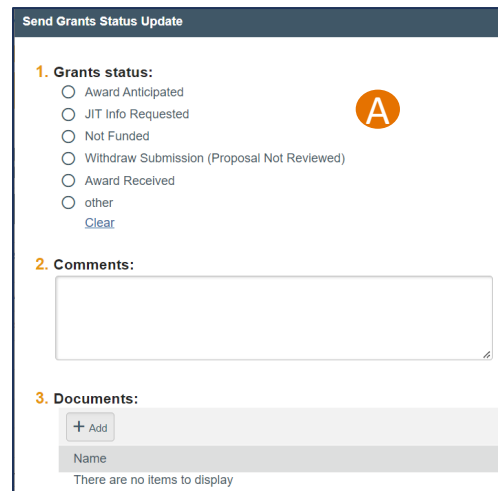 Send Grants Status Update
1. Grants status:
Award Anticipated
A
JIT Info Requested
Not Funded
Withdraw Submission (Proposal Not Reviewed)
Award Received
other
Clear
2. Comments:
3. Documents:
+ Add
Name
There are no items to display